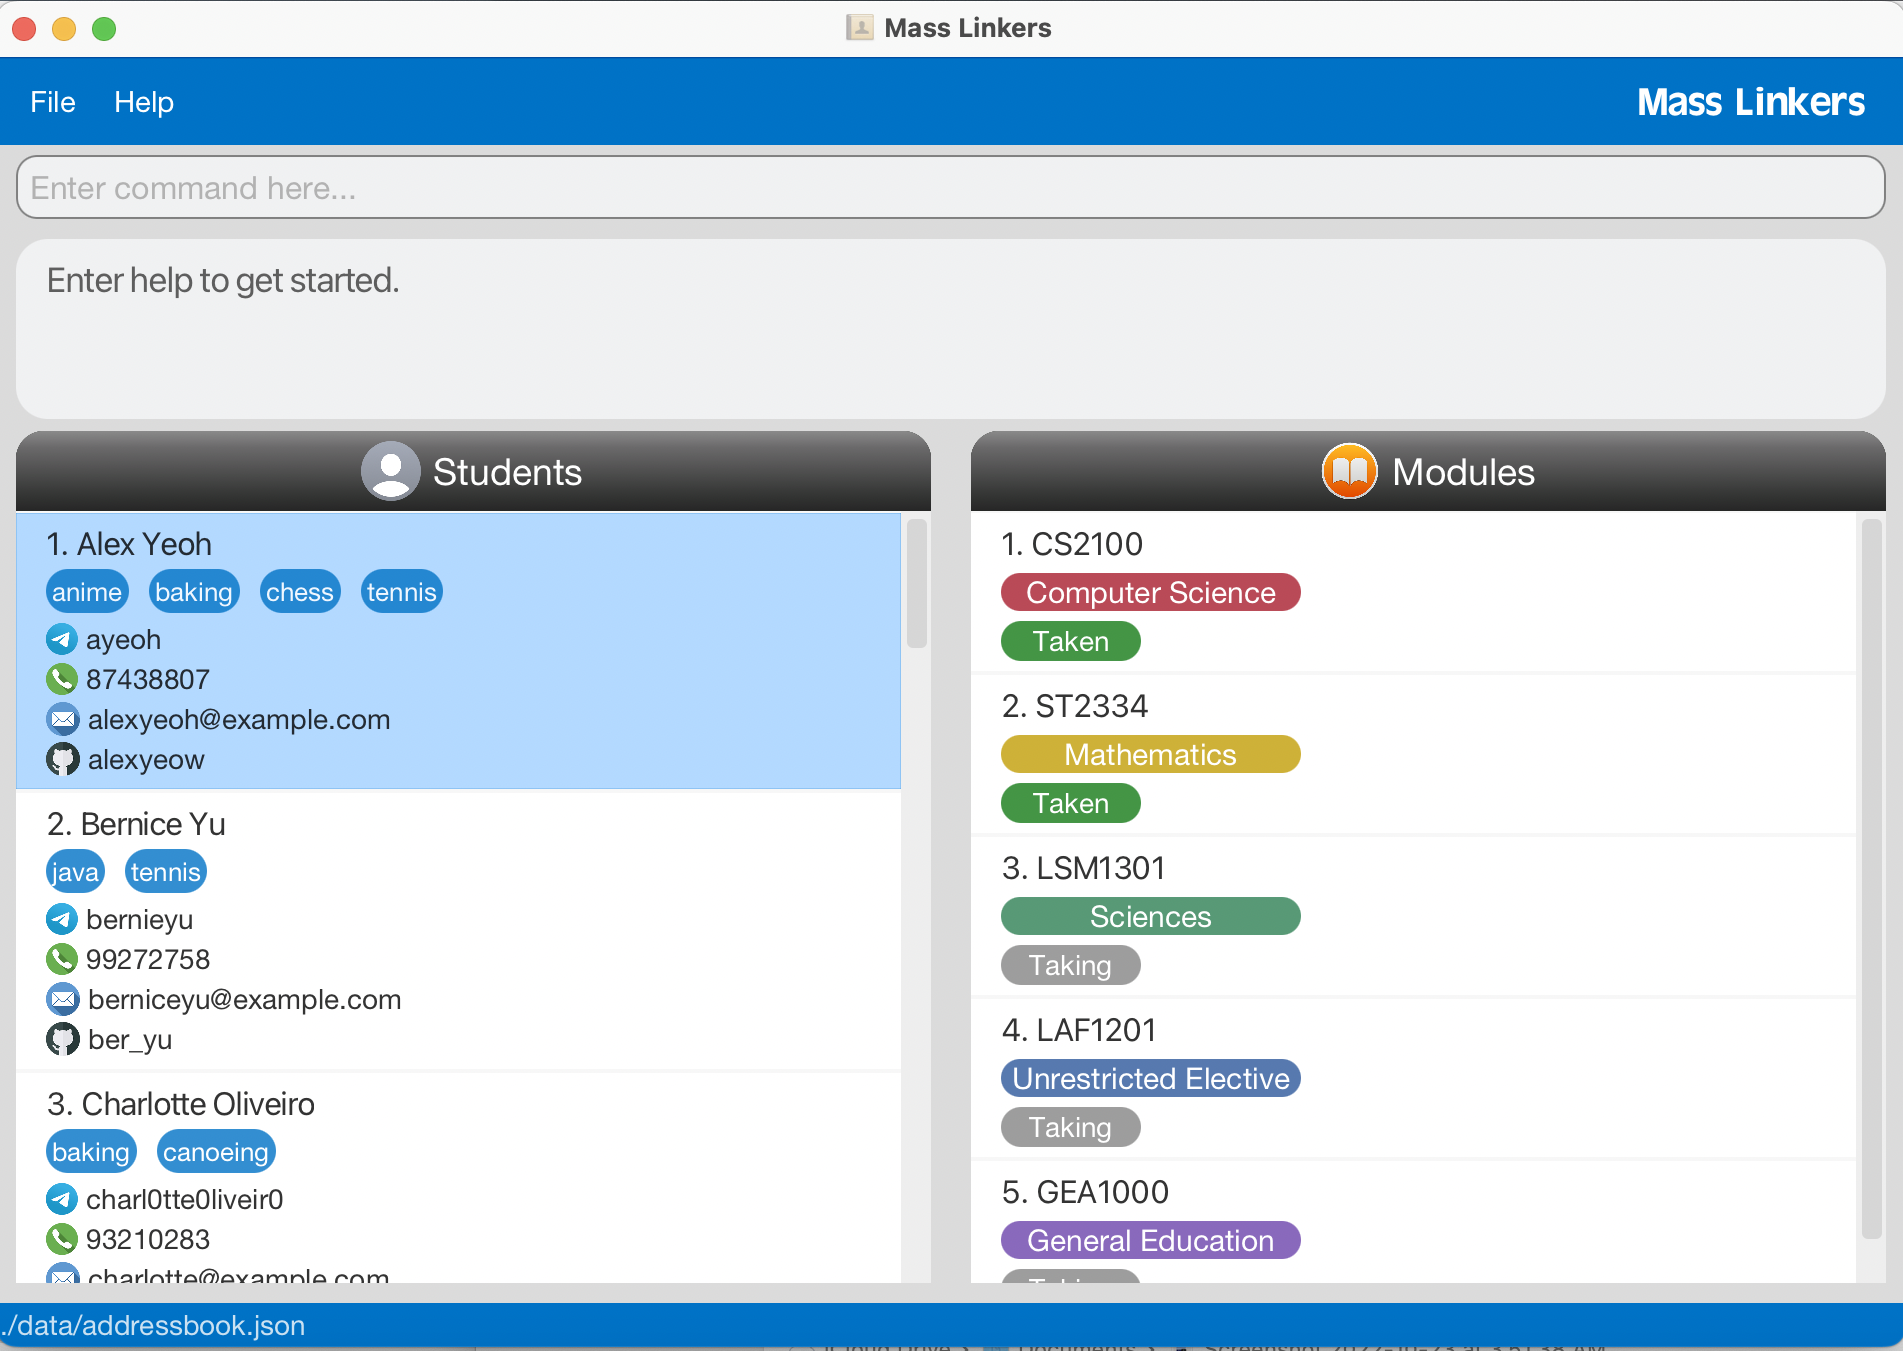 Mass Linkers
File Help Mass Linkers
Enter command here...
Enter help to get started.
Students
1. Alex Yeoh
anime baking chess tennis
ayeoh
87438807
alexyeoh@example.com
alexyeow
2. Bernice Yu
java tennis
bernieyu
99272758
berniceyu@example.com
ber_yu
3. Charlotte Oliveiro
baking canoeing
charl0tte0liveir0
93210283
charlotte@example.com
Modules
1. CS2100
Computer Science
Taken
2. ST2334
Mathematics
Taken
3. LSM1301
Sciences
Taking
4. LAF1201
Unrestricted Elective
Taking
5. GEA1000
General Education
./data/addressbook.json